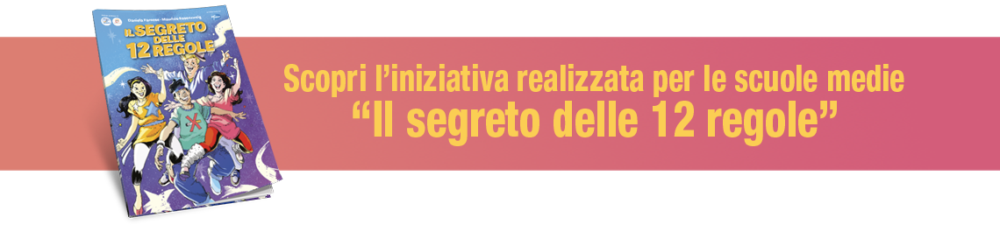 IL SEGRETO
DELLE
12 REGOLE
Scopri l’iniziativa realizzata per le scuole medie
“Il segreto delle 12 regole”